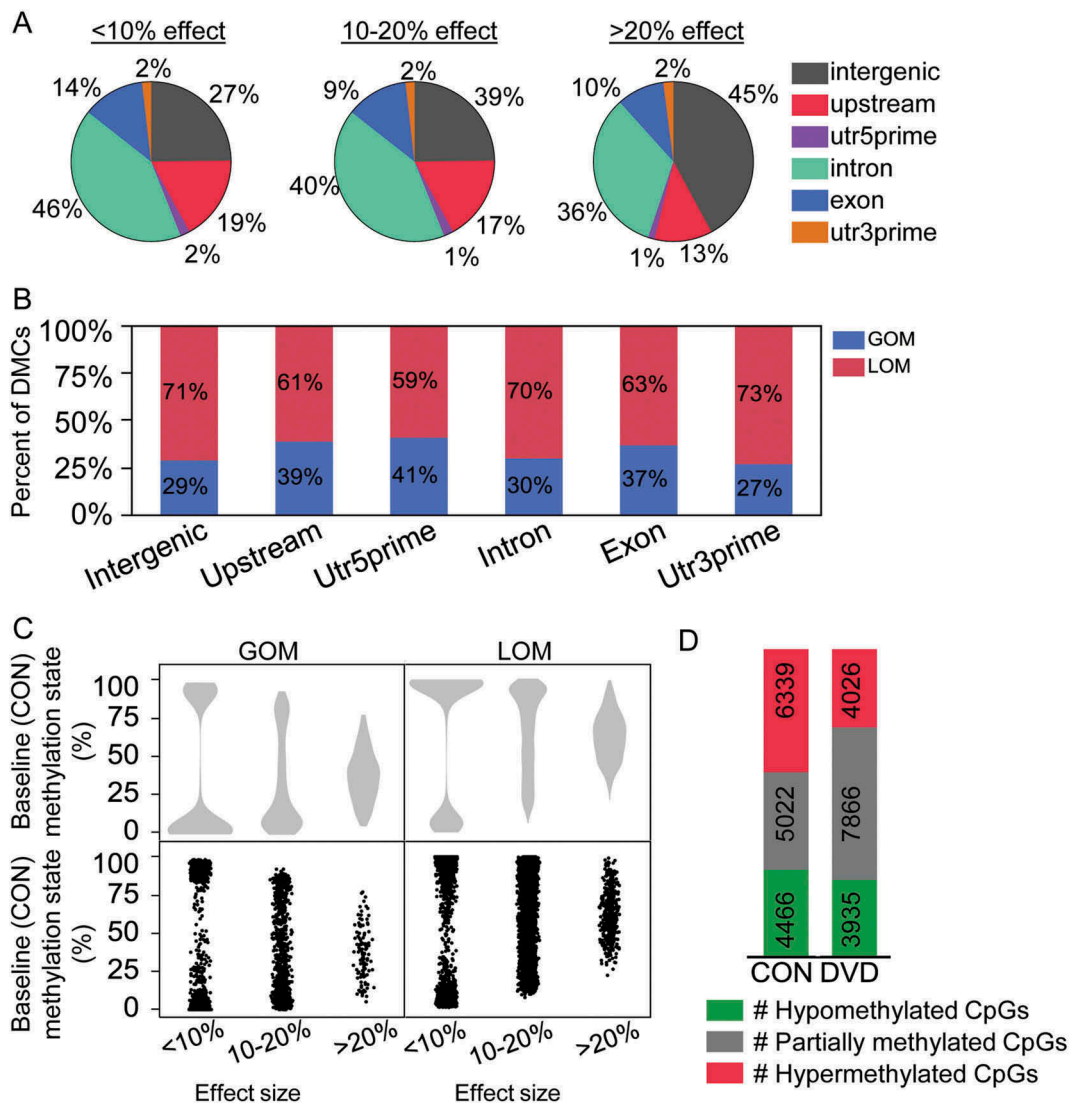 A
<10% effect
10-20% effect
>20% effect
14%
2%
27%
46%
2%
19%
9%
2%
39%
40%
1%
17%
10%
2%
45%
36%
1%
13%
intergenic
upstream
utr5prime
intron
exon
utr3prime
B
Percent of DMCs
100%
75%
50%
25%
0%
71%
61%
59%
70%
63%
73%
29%
39%
41%
30%
37%
27%
Intergenic
Upstream
Utr5prime
Intron
Exon
Utr3prime
GOM
LOM
C
GOM
LOM
Baseline (CON)
methylation state
(%)
100
75
50
25
0
Baseline (CON)
methylation state
(%)
100
75
50
25
0
<10%
10-20%
>20%
<10%
10-20%
>20%
Effect size
Effect size
D
6339
4026
5022
7866
4466
3935
CON DVD
# Hypomethylated CpGs
# Partially methylated CpGs
# Hypermethylated CpGs